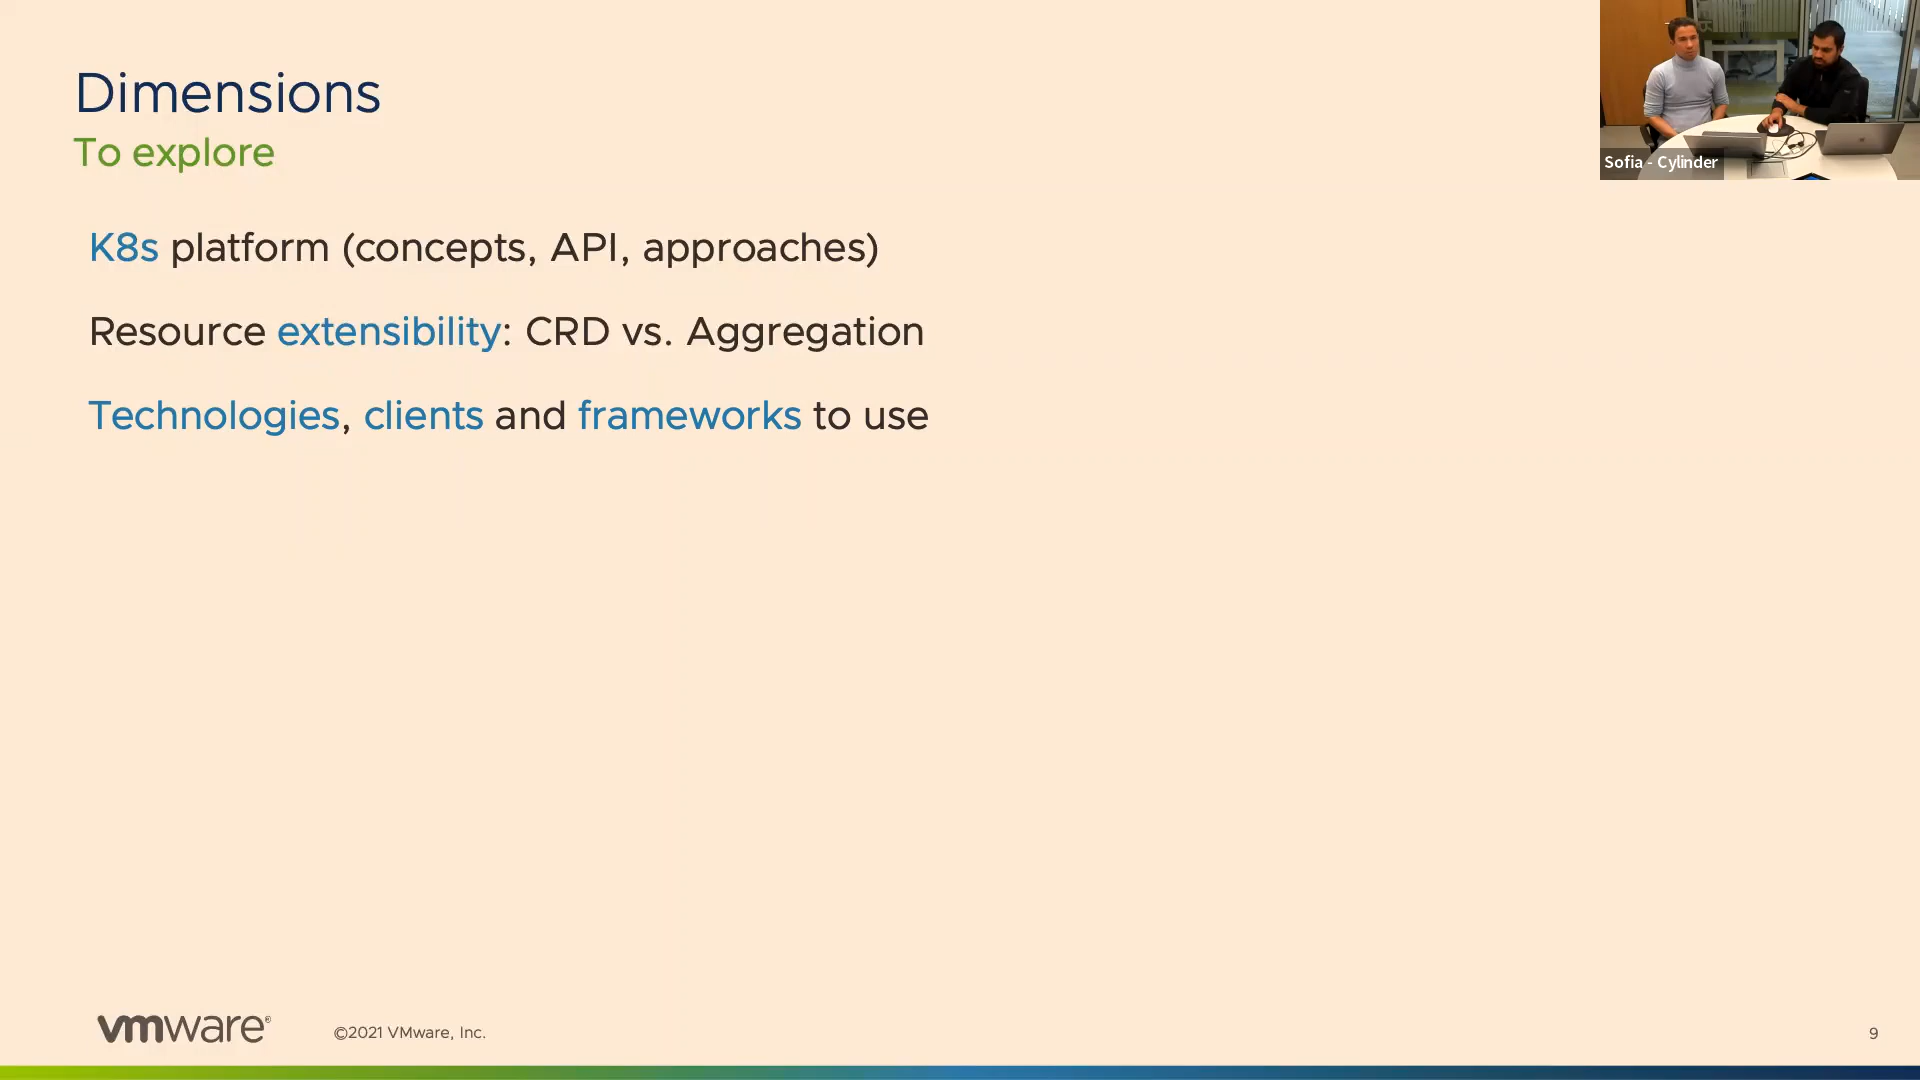 Dimensions
To explore
K8s platform (concepts, API, approaches)
Resource extensibility: CRD vs. Aggregation
Technologies, clients and frameworks to use
Sofia - Cylinder
vmware®
©2021 VMware, Inc.
9